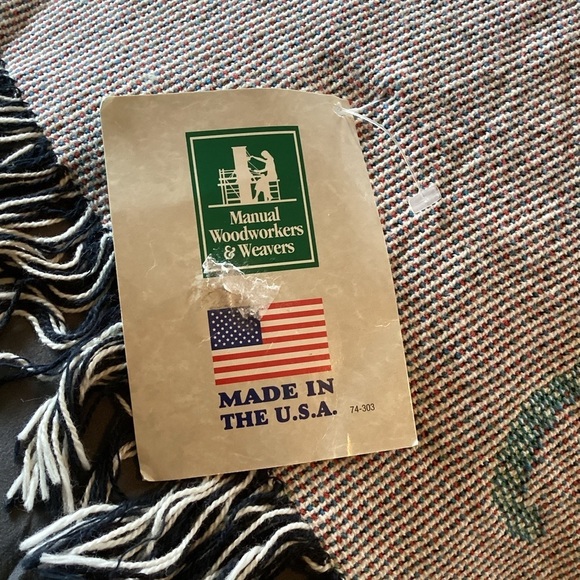 Manual
Woodworkers
& Weavers
MADE IN
THE U.S.A.
74-303